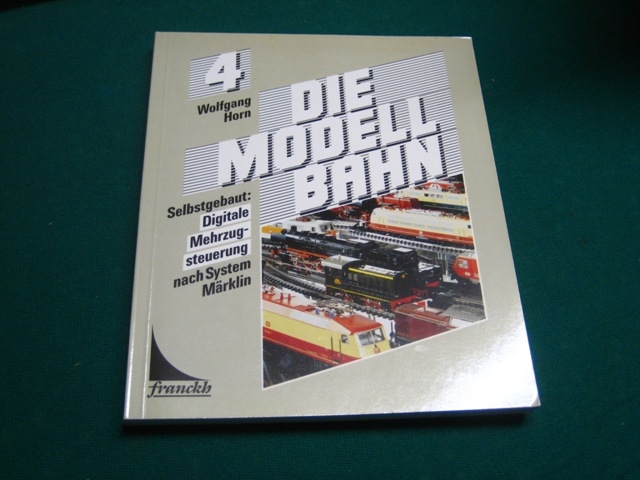 4
Wolfgang
Horn
DIE
MODELL
BAHN
Selbstgebaut:
Digitale
Mehrzug-
steuerung
nach System
Märklin
franckh